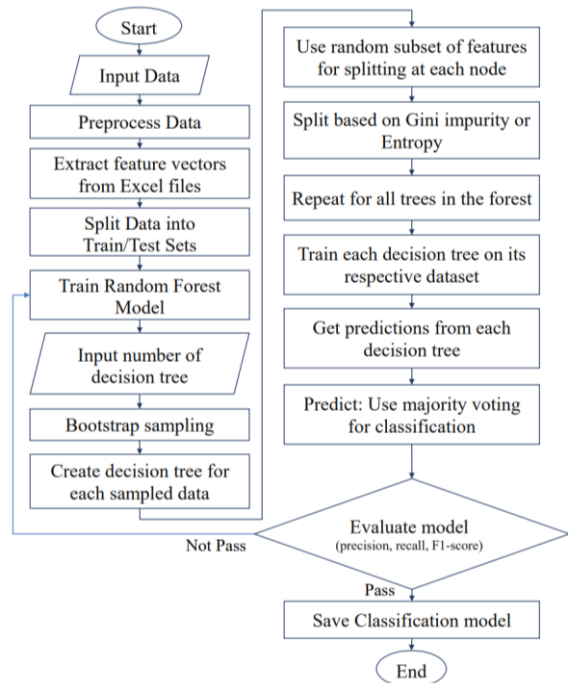 Start
Input Data
Preprocess Data
Extract feature vectors
from Excel files
Split Data into
Train/Test Sets
Train Random Forest
Model
Input number of
decision tree
Bootstrap sampling
Create decision tree for
each sampled data
Use random subset of features
for splitting at each node
Split based on Gini impurity or
Entropy
Repeat for all trees in the forest
Train each decision tree on its
respective dataset
Get predictions from each
decision tree
Predict: Use majority voting
for classification
Evaluate model
(precision, recall, F1-score)
Not Pass
Pass
Save Classification model
End